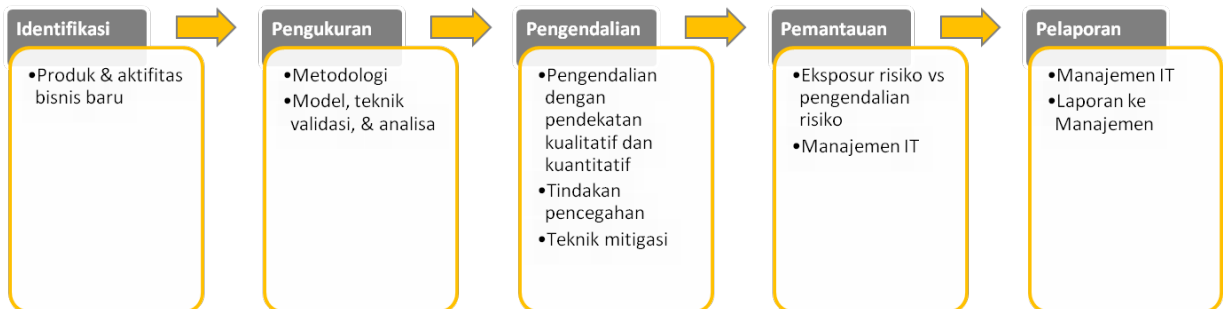 Identifikasi
•Produk & aktifitas
bisnis baru
Pengukuran
•Metodologi
•Model, teknik
validasi, & analisa
Pengendalian
•Pengendalian
dengan
pendekatan
kualitatif dan
kuantitatif
•Tindakan
pencegahan
•Teknik mitigasi
Pemantauan
•Eksposur risiko vs
pengendalian
risiko
•Manajemen IT
Pelaporan
•Manajemen IT
•Laporan ke
Manajemen